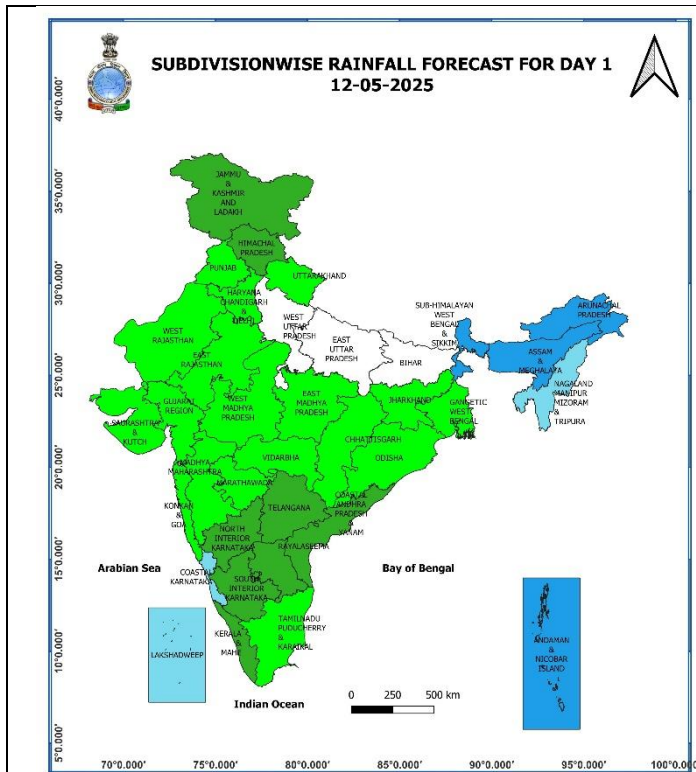 SUBDIVISIONWISE RAINFALL FORECAST FOR DAY 1
12-05-2025
40°0.000'
35°0.000'
30°0.000'
25°0.000'
20°0.000'
15°0.000'
10°0.000'
5°0.000'
JAMMU
&
KASHMIR
AND
LADAKH
HIMACHAL
PRADESH
PUNJAB
UTTARAKHAND
HARYANA
CHANDIGARH
&
DELHI
WEST
UTTAR
PRADESH
EAST
UTTAR
PRADESH
BIHAR
SUB-HIMALAYAN
WEST
BENGAL
&
SIKKIM
ARUNACHAL
PRADESH
ASSAM
&
MEGHALAYA
NAGALAND
MANIPUR
MIZORAM
&
TRIPURA
WEST
RAJASTHAN
EAST
RAJASTHAN
GUJARAT
REGION
SAURASHTRA
&
KUTCH
WEST
MADHYA
PRADESH
EAST
MADHYA
PRADESH
JHARKHAND
GANGETIC
WEST
BENGAL
CHHATTISGARH
ODISHA
VIDARBHA
MADHYA
MAHARASHTRA
MARATHAWADA
KONKAN
&
GOA
TELANGANA
COASTAL
ANDHRA
PRADESH
&
YANAM
NORTH
INTERIOR
KARNATAKA
RAYALASEEMA
COASTAL
KARNATAKA
SOUTH
INTERIOR
KARNATAKA
Arabian Sea
Bay of Bengal
LAKSHADWEEP
KERALA
&
MAHE
TAMILNADU
PUDUCHERRY
&
KARAIKAL
ANDAMAN
&
NICOBAR
ISLAND
Indian Ocean
0 250 500 km
70°0.000' 75°0.000' 80°0.000' 85°0.000' 90°0.000' 95°0.000' 100°0.000'